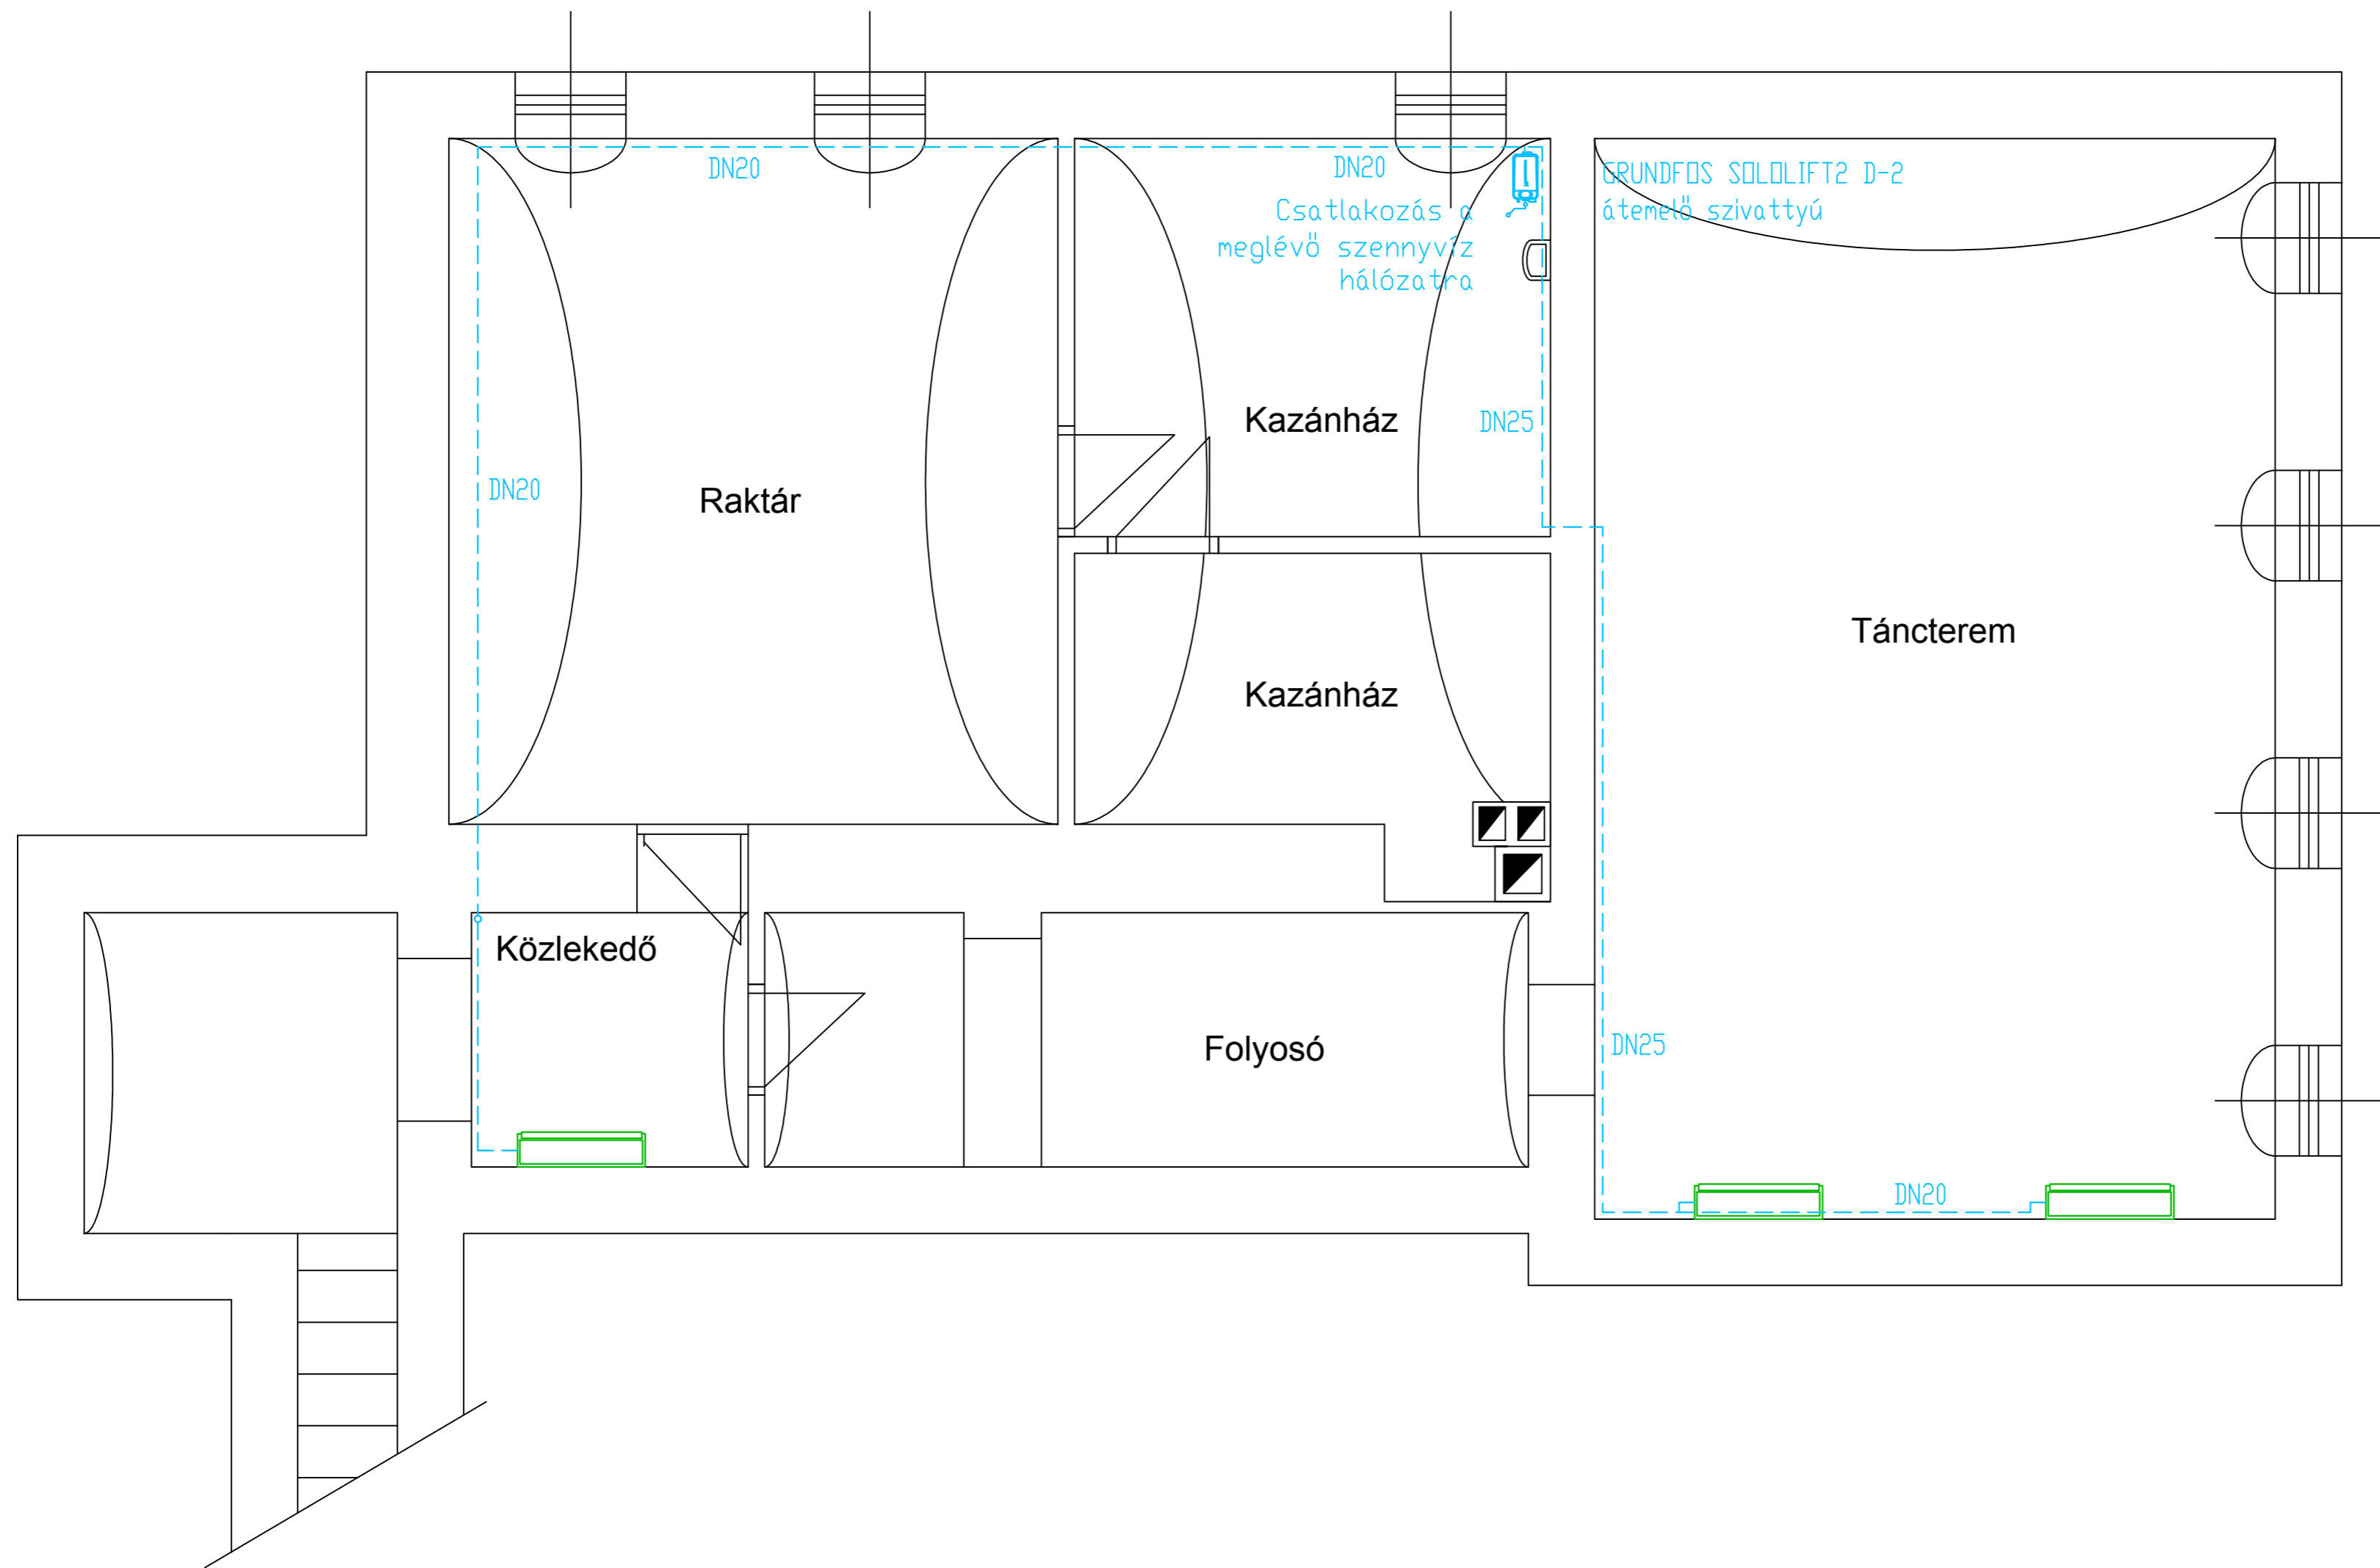 DN20
DN20
GRUNDFOS SOLOLIFT2 D-2
átemelő szivattyú
Csatlakozás a
meglévő szennyvíz
hálózatra
Kazánház
DN25
DN20
Raktár
Táncterem
Kazánház
Közlekedő
Folyosó
DN25
DN20